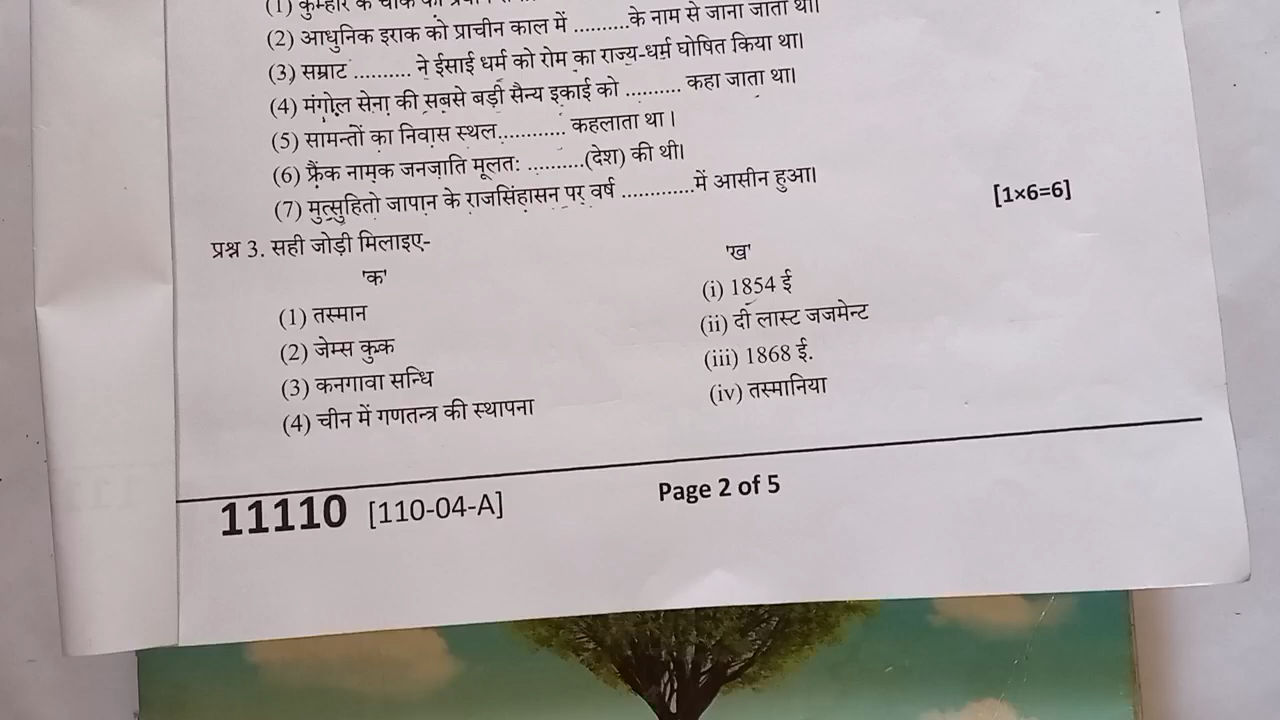 (1) कुम्हार के चाक का
(2) आधुनिक इराक को प्राचीन काल में ..........के नाम से जाना जाता था।
(3) सम्राट .......... ने ईसाई धर्म को रोम का राज्य-धर्म घोषित किया था।
(4) मंगोल सेना की सबसे बड़ी सैन्य इकाई को .......... कहा जाता था।
(5) सामन्तों का निवास स्थल............ कहलाता था।
(6) फ्रैंक नामक जनजाति मूलतः ..........(देश) की थी।
(7) मुत्सुहितो जापान के राजसिंहासन पर वर्ष .............में आसीन हुआ।
[1×6=6]
प्रश्न 3. सही जोड़ी मिलाइए-
'क' 'ख'
(1) तस्मान (i) 1854 ई
(2) जेम्स कुक (ii) दी लास्ट जजमेन्ट
(3) कनगावा सन्धि (iii) 1868 ई.
(4) चीन में गणतन्त्र की स्थापना (iv) तस्मानिया
11110 [110-04-A] Page 2 of 5